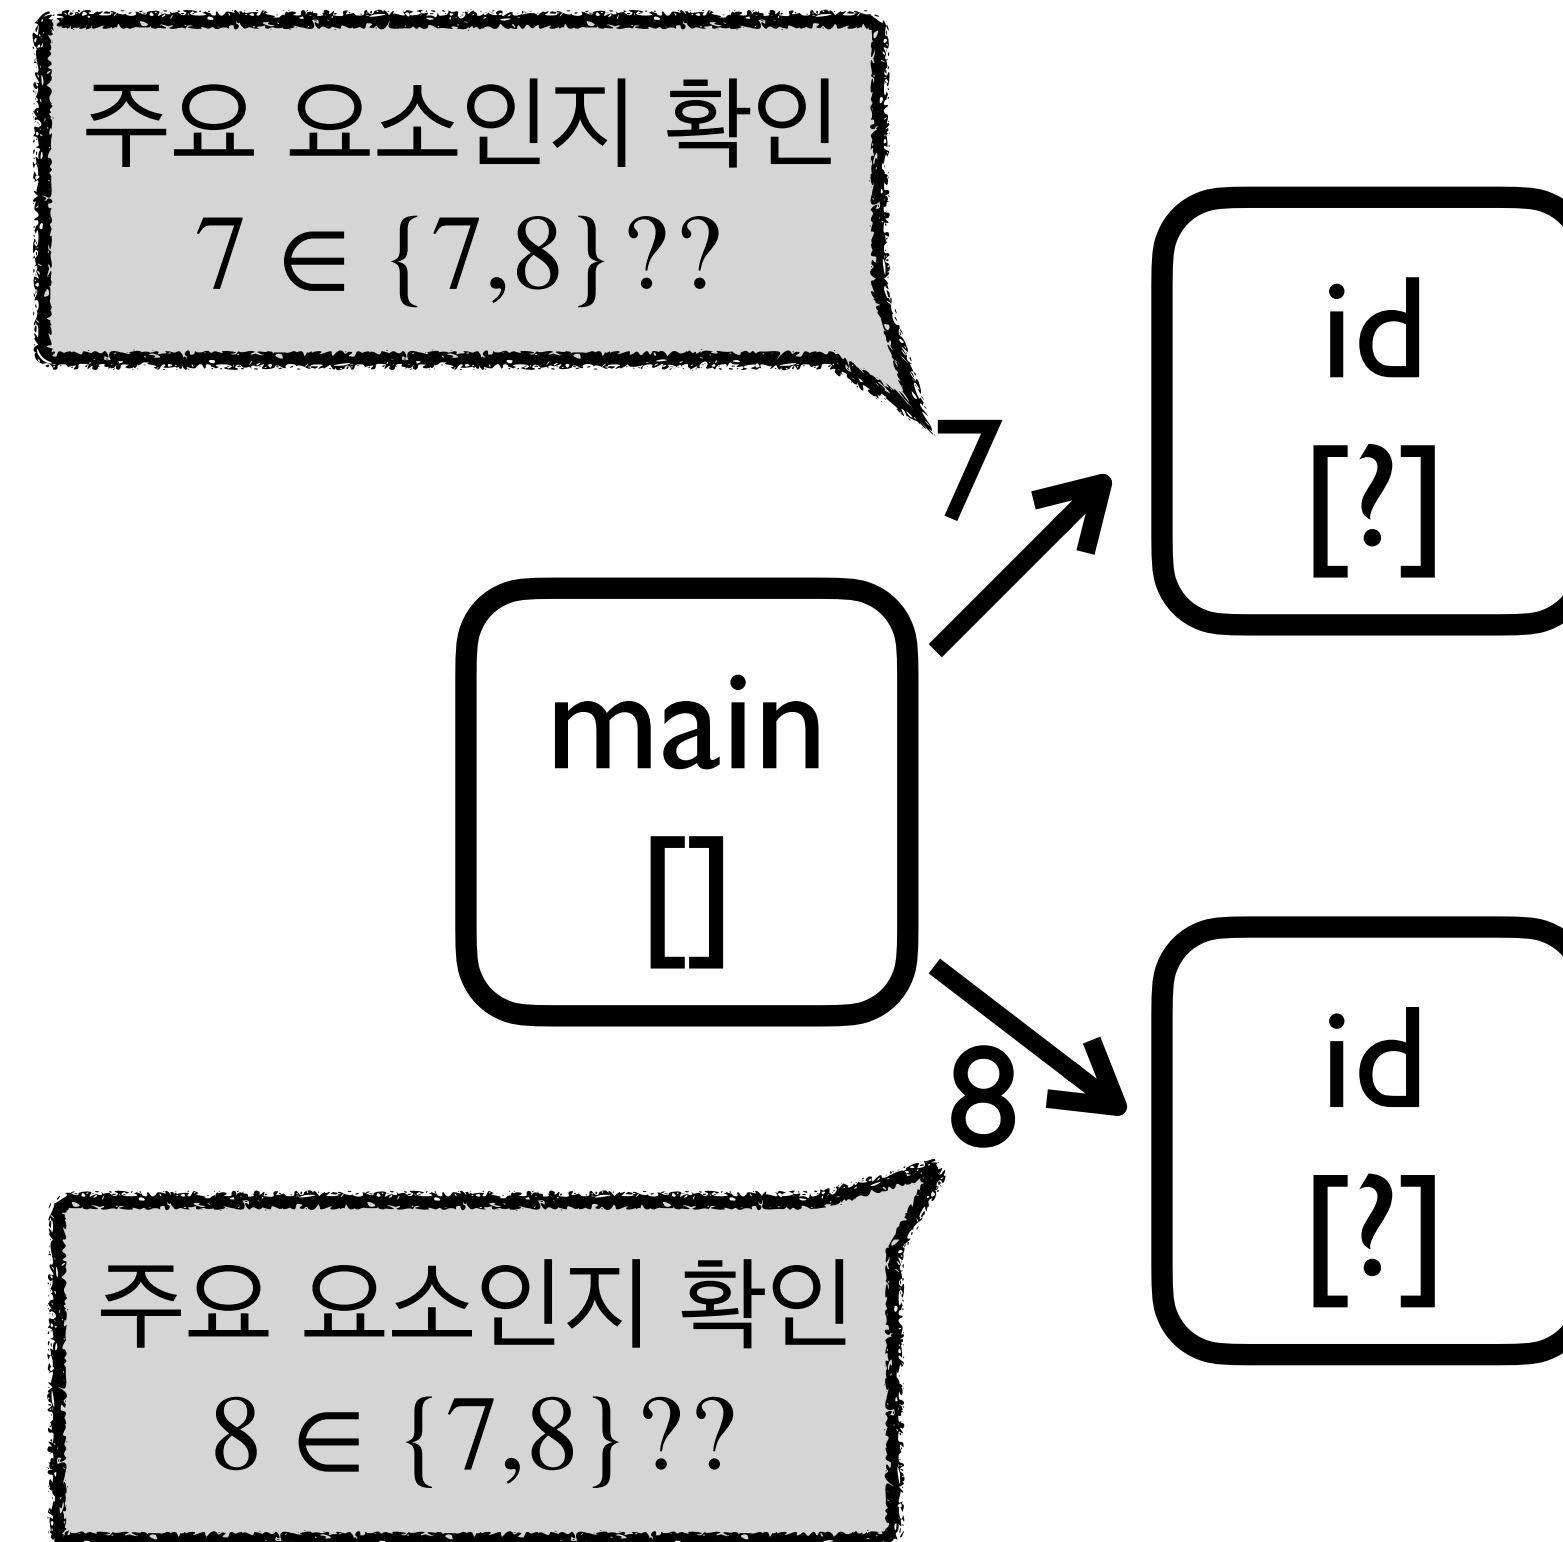 주요 요소인지 확인
7 ∈ {7,8}??
id
[?]
7
main
[]
8
id
[?]
주요 요소인지 확인
8 ∈ {7,8}??